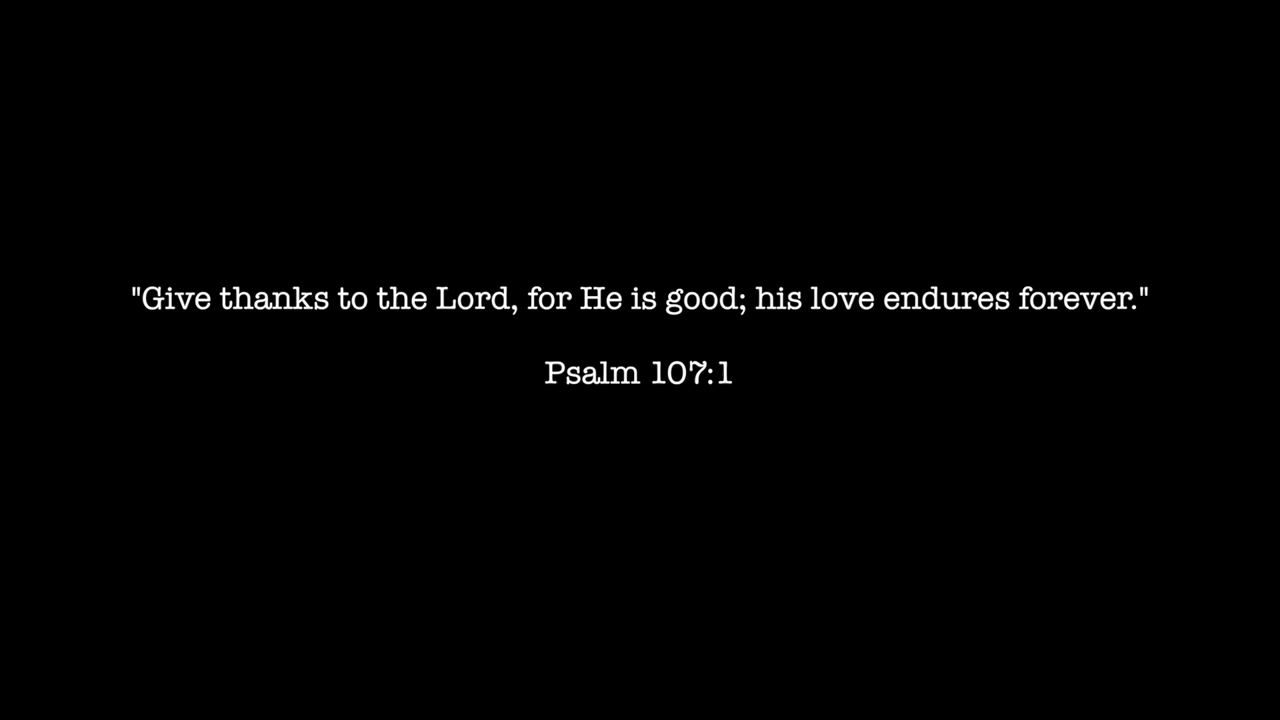 "Give thanks to the Lord, for He is good; his love endures forever."
Psalm 107:1